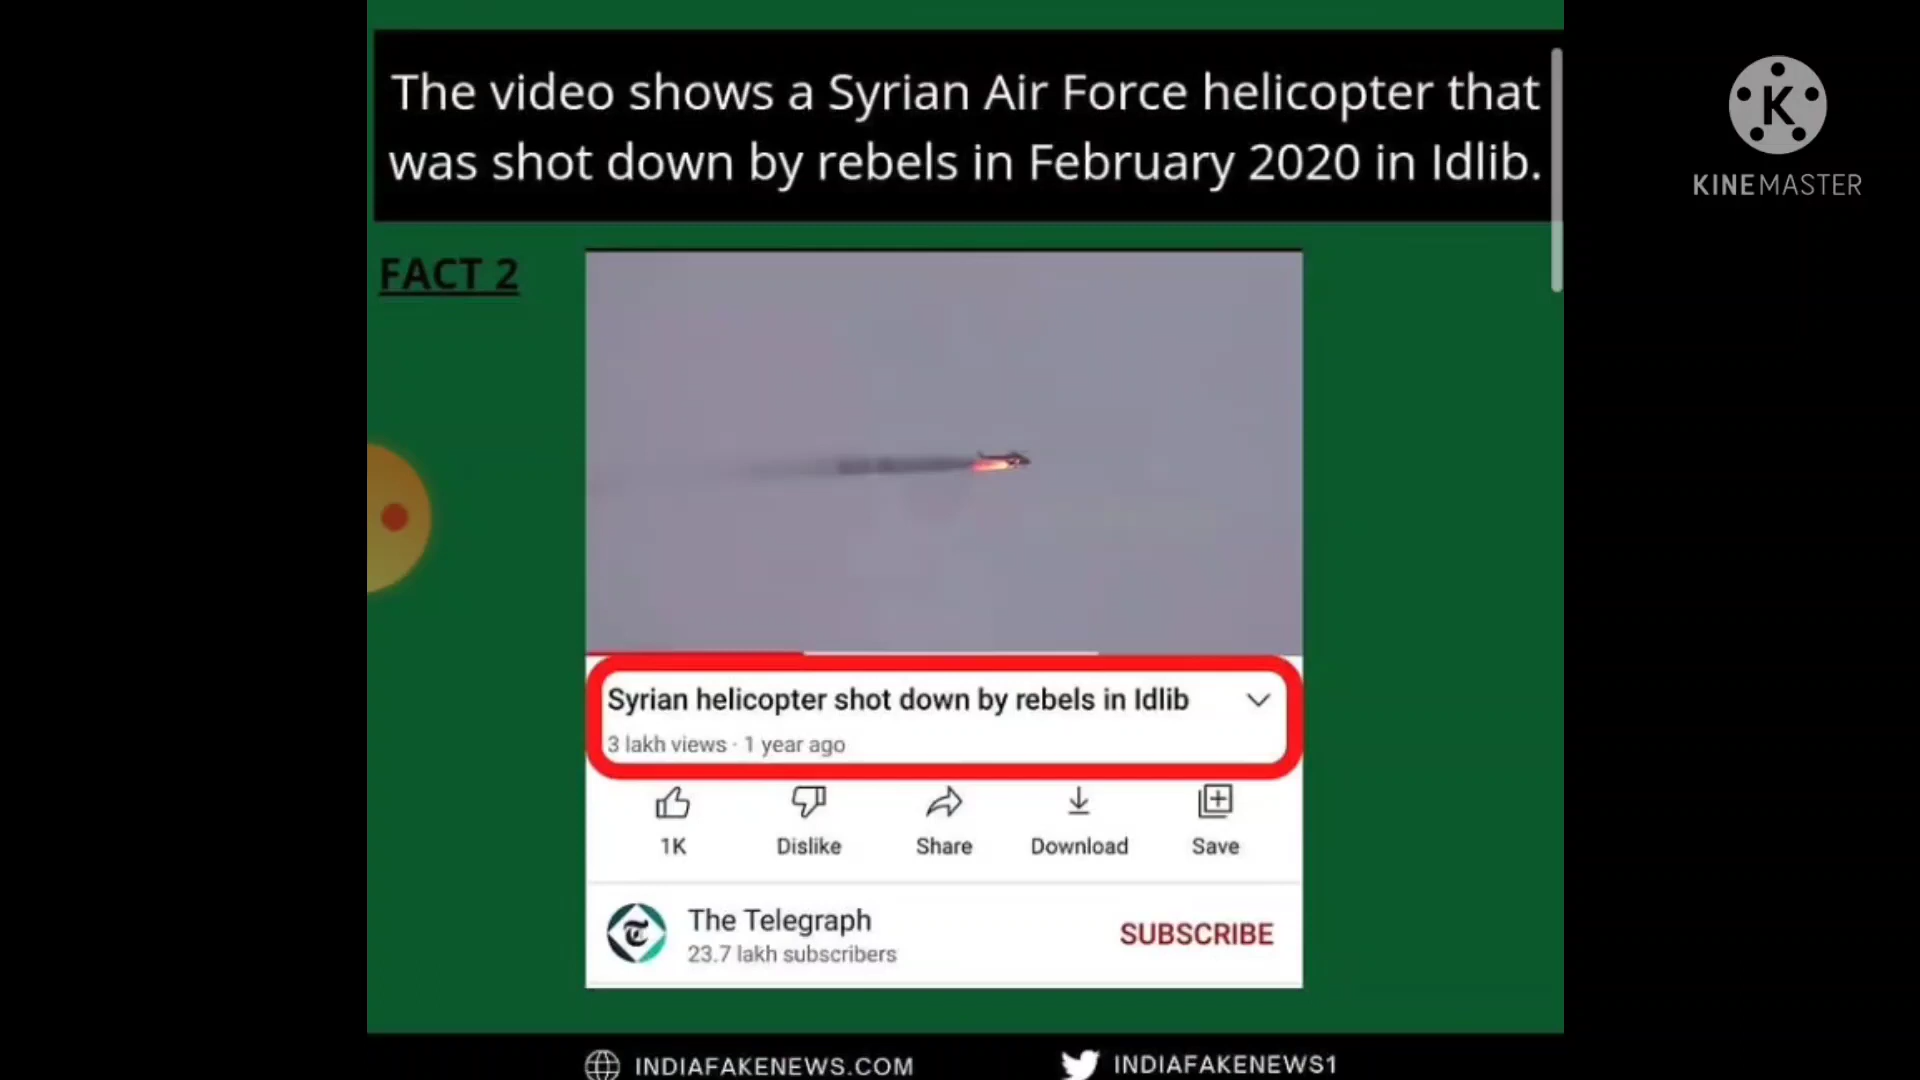 The video shows a Syrian Air Force helicopter that
was shot down by rebels in February 2020 in Idlib.
K
KINEMASTER
FACT 2
Syrian helicopter shot down by rebels in Idlib
3 lakh views · 1 year ago
1K
Dislike
Share
Download
Save
T
The Telegraph
23.7 lakh subscribers
SUBSCRIBE
INDIAFAKENEWS.COM
INDIAFAKENEWS1